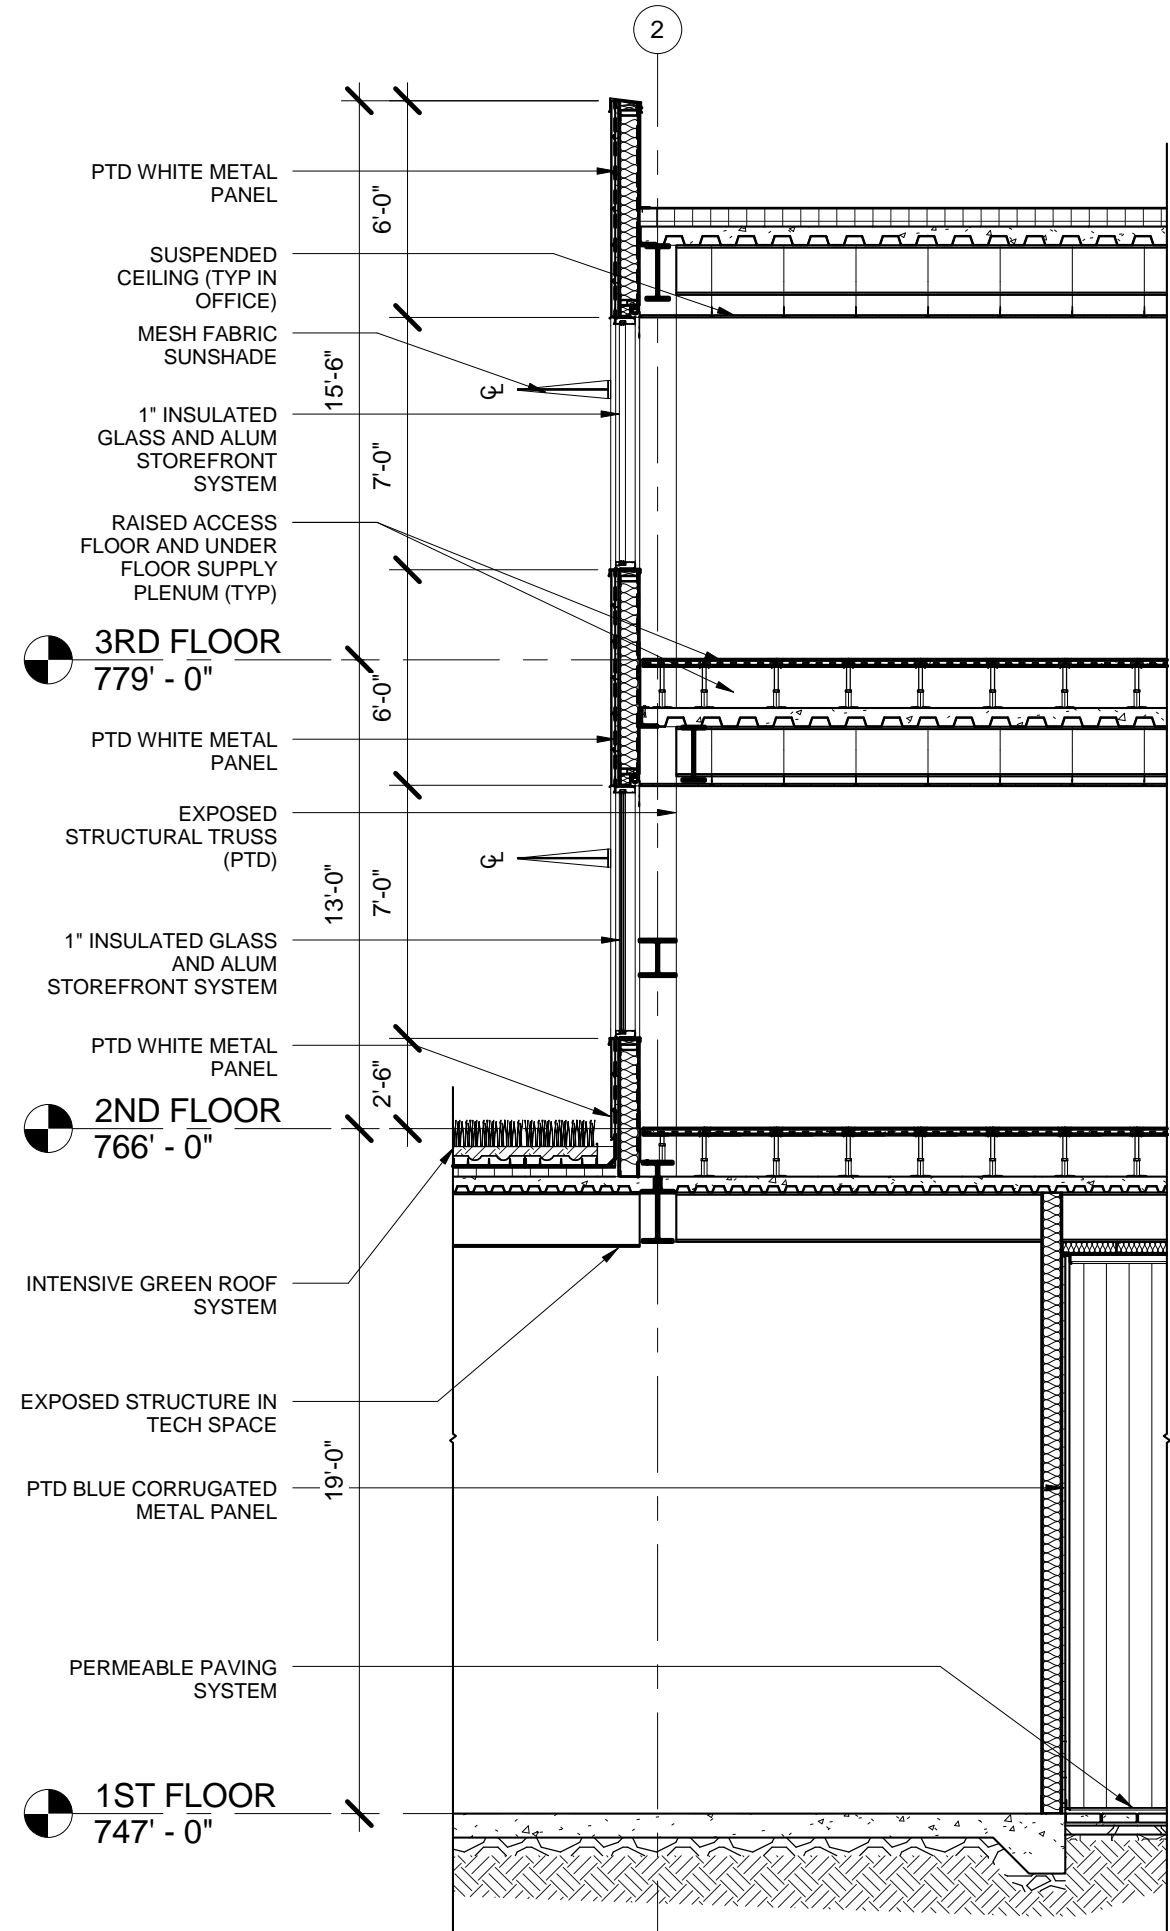 2
PTD WHITE METAL
PANEL
6'-0"
SUSPENDED
CEILING (TYP IN
OFFICE)
MESH FABRIC
SUNSHADE
15'-6"
CL
1" INSULATED
GLASS AND ALUM
STOREFRONT
SYSTEM
7'-0"
RAISED ACCESS
FLOOR AND UNDER
FLOOR SUPPLY
PLENUM (TYP)
3RD FLOOR
779' - 0"
6'-0"
PTD WHITE METAL
PANEL
EXPOSED
STRUCTURAL TRUSS
(PTD)
CL
13'-0"
7'-0"
1" INSULATED GLASS
AND ALUM
STOREFRONT SYSTEM
PTD WHITE METAL
PANEL
2'-6"
2ND FLOOR
766' - 0"
INTENSIVE GREEN ROOF
SYSTEM
EXPOSED STRUCTURE IN
TECH SPACE
19'-0"
PTD BLUE CORRUGATED
METAL PANEL
PERMEABLE PAVING
SYSTEM
1ST FLOOR
747' - 0"